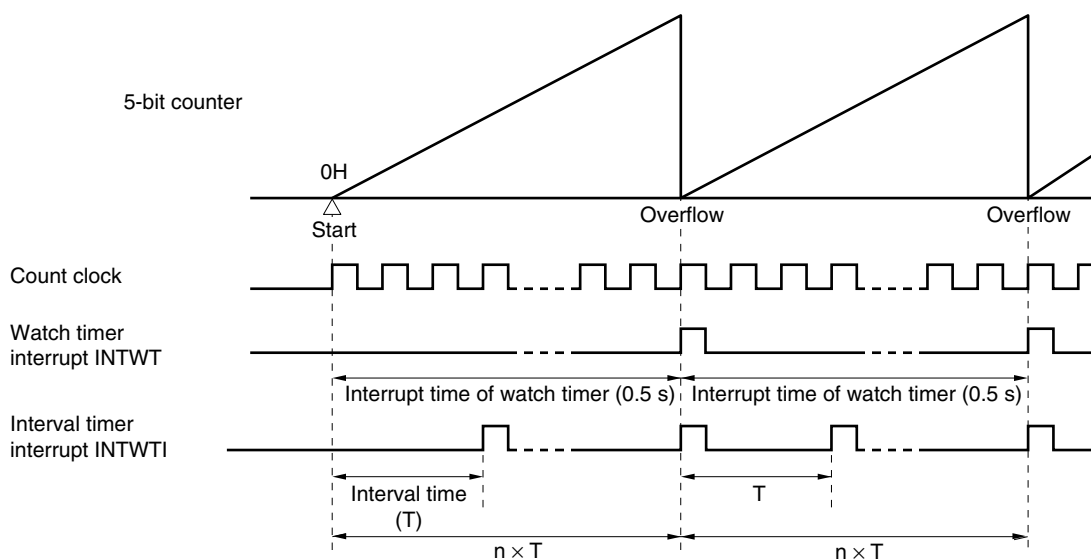 5-bit counter
0H
Start
Overflow
Overflow
Count clock
Watch timer
interrupt INTWT
Interrupt time of watch timer (0.5 s)
Interrupt time of watch timer (0.5 s)
Interval timer
interrupt INTWTI
Interval time
(T)
T
n × T
n × T